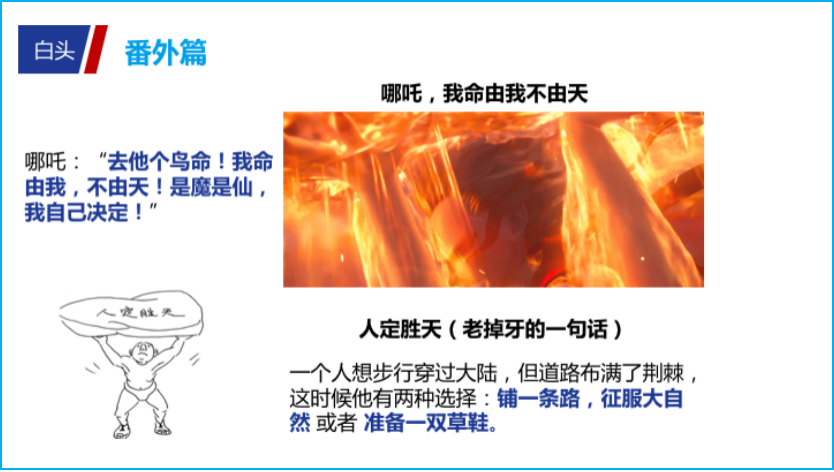 白头
番外篇
哪吒，我命由我不由天
哪吒：“去他个鸟命！我命
由我，不由天！是魔是仙，
我自己决定！”
人定胜天
人定胜天（老掉牙的一句话）
一个人想步行穿过大陆，但道路布满了荆棘，
这时候他有两种选择：铺一条路，征服大自
然 或者 准备一双草鞋。